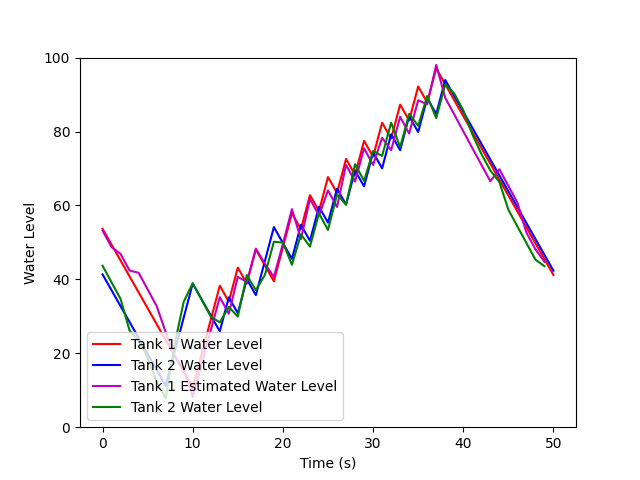 100
80
60
40
20
0
Water Level
Tank 1 Water Level
Tank 2 Water Level
Tank 1 Estimated Water Level
Tank 2 Water Level
0 10 20 30 40 50
Time (s)